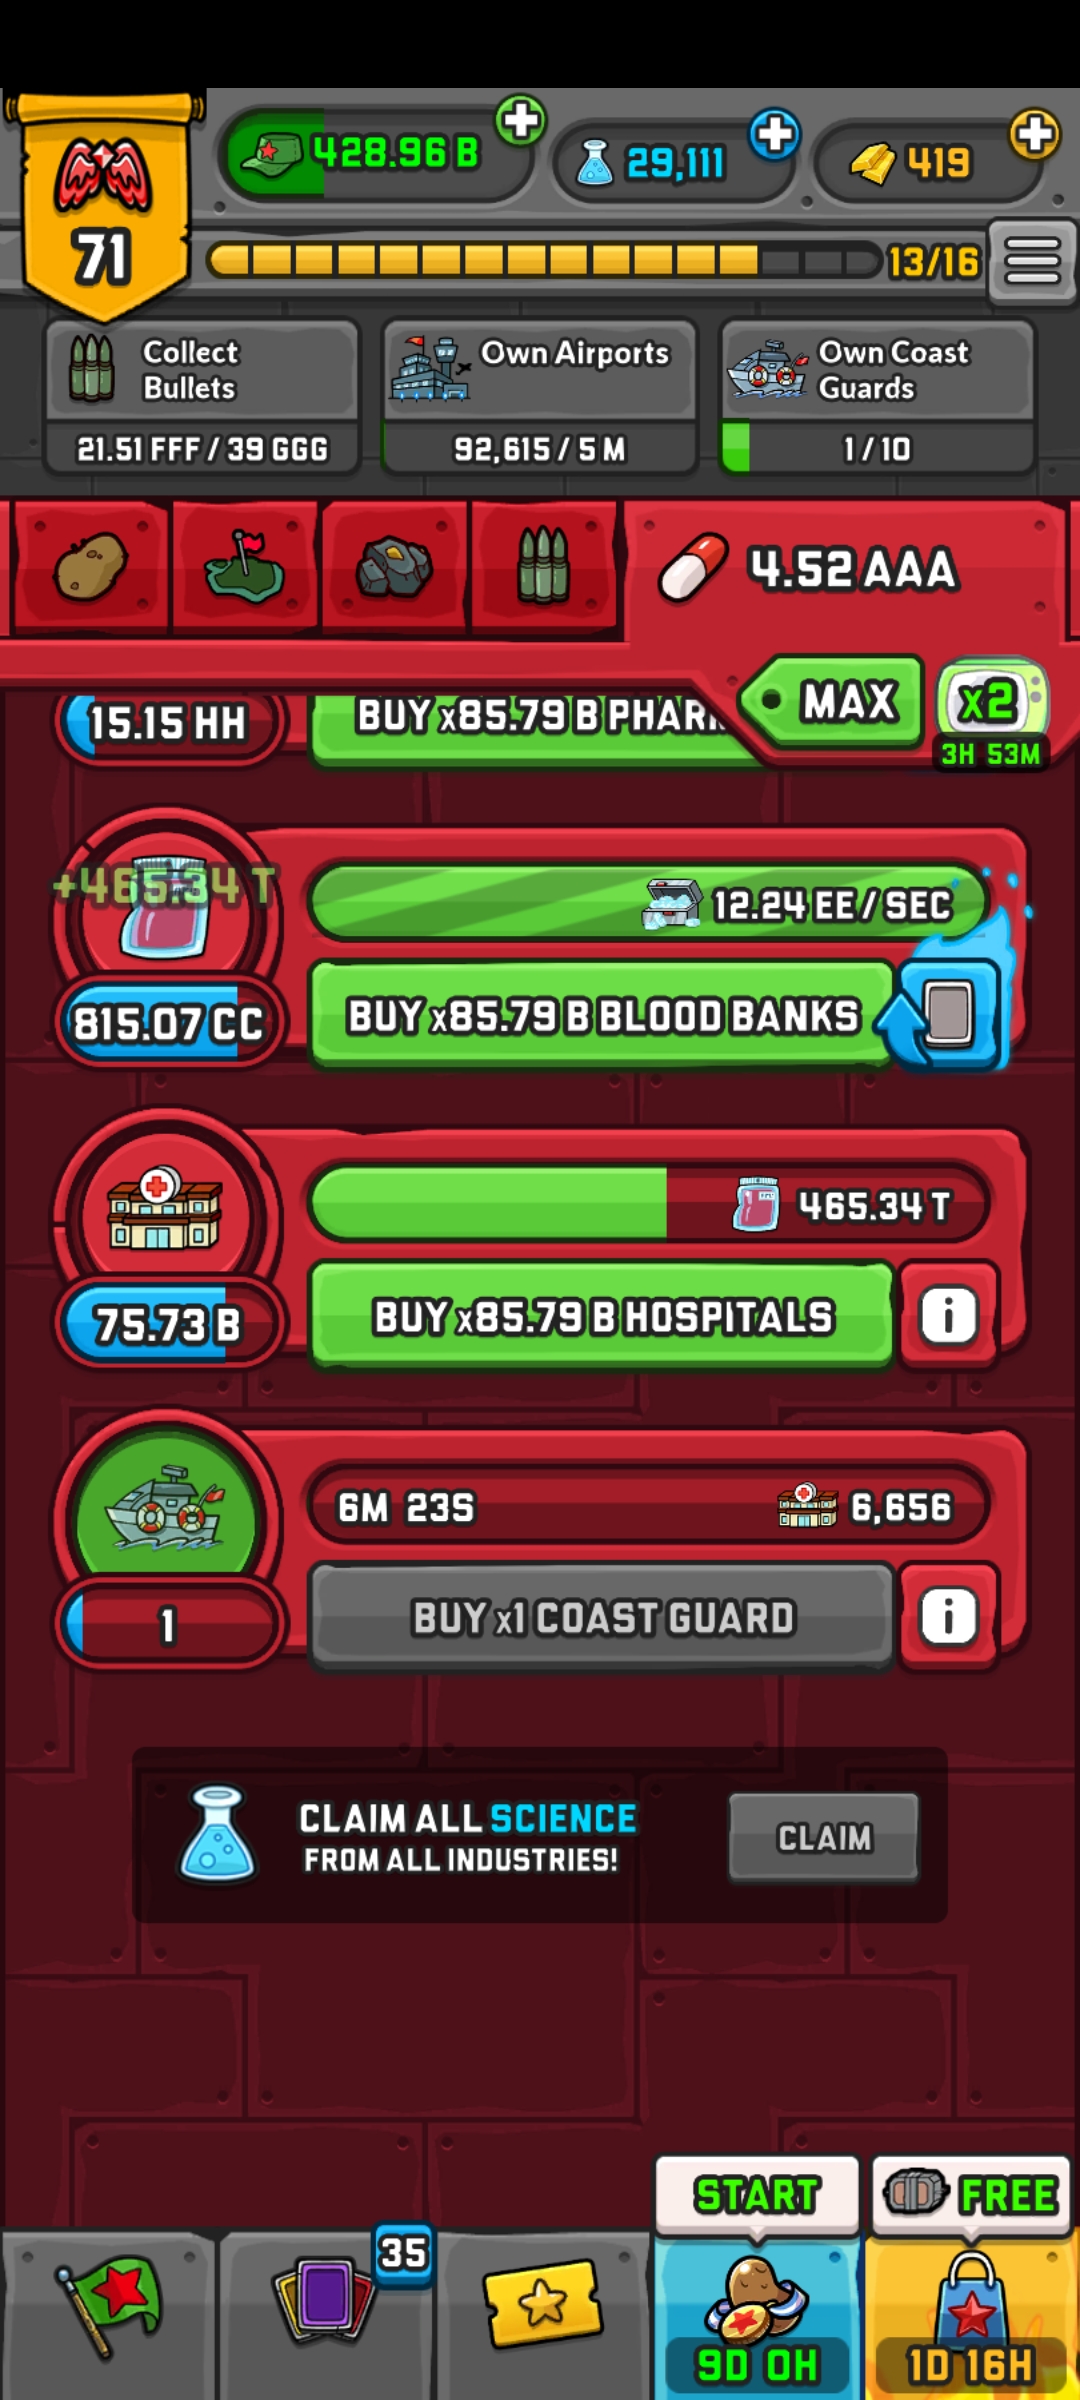 71
428.96 B
29,111
419
13/16
Collect
Bullets
21.51 FFF / 39 GGG
Own Airports
92,615 / 5 M
Own Coast
Guards
1 / 10
4.52 AAA
MAX
x2
3H 53M
15.15 HH
BUY x85.79 B
+465.34 T
12.24 EE / SEC
815.07 CC
BUY x85.79 B BLOOD BANKS
465.34 T
75.73 B
BUY x85.79 B HOSPITALS
i
6M 23S
6,656
1
BUY x1 COAST GUARD
i
CLAIM ALL SCIENCE
FROM ALL INDUSTRIES!
CLAIM
START
FREE
35
9D 0H
1D 16H